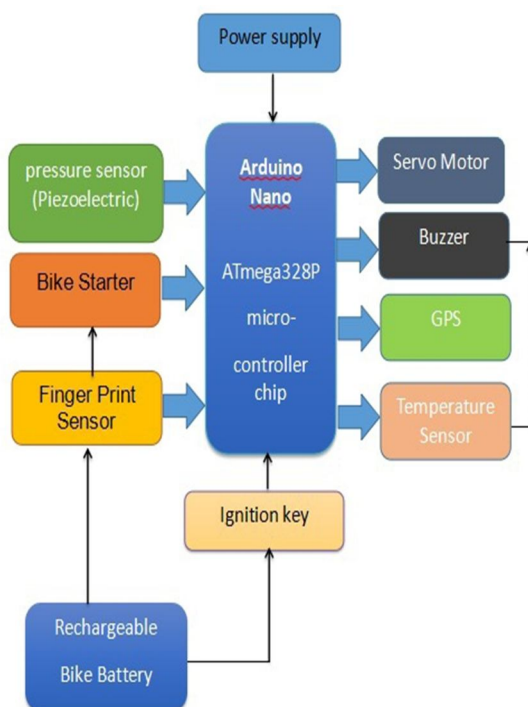 Power supply
pressure sensor
(Piezoelectric)
Bike Starter
Finger Print
Sensor
Arduino
Nano
ATmega328P
micro-
controller
chip
Servo Motor
Buzzer
GPS
Temperature
Sensor
Ignition key
Rechargeable
Bike Battery